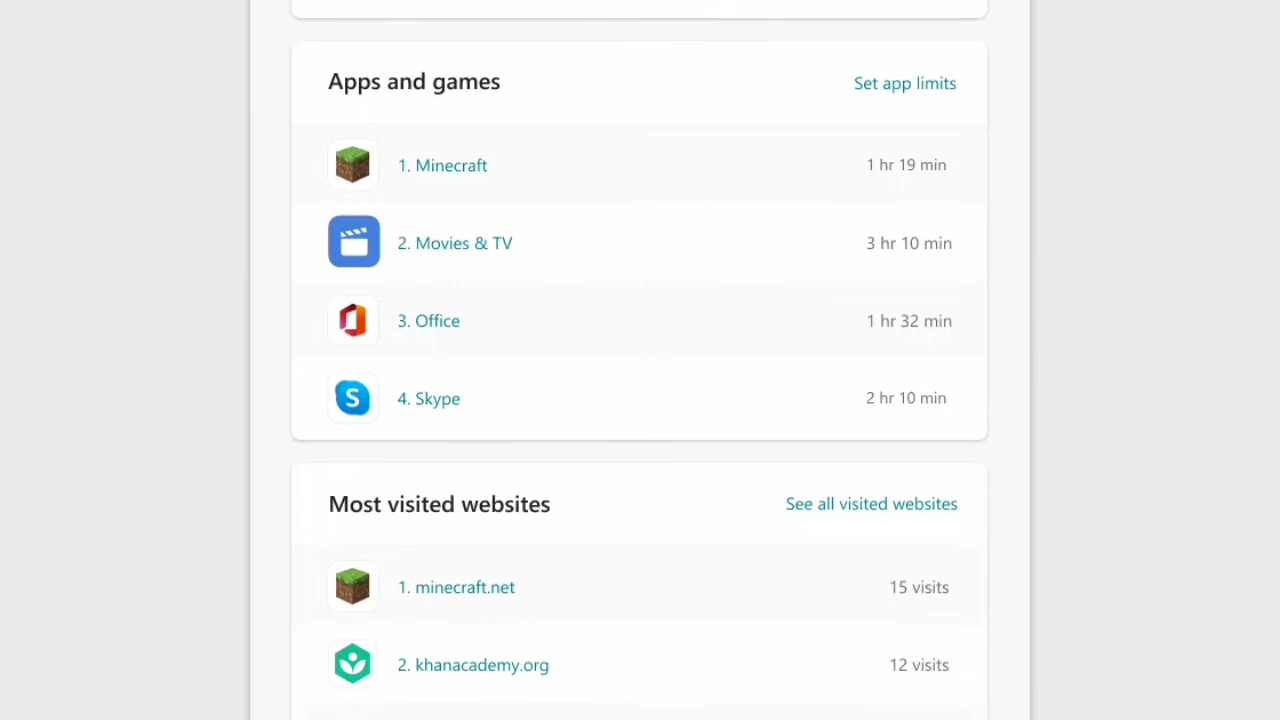 Apps and games
Set app limits
1. Minecraft
1 hr 19 min
2. Movies & TV
3 hr 10 min
3. Office
1 hr 32 min
S
4. Skype
2 hr 10 min
Most visited websites
See all visited websites
1. minecraft.net
15 visits
2. khanacademy.org
12 visits